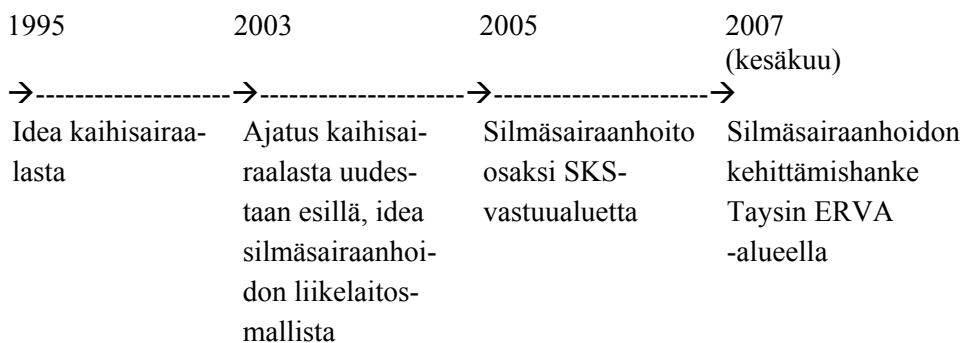 1995
2003
2005
2007
(kesäkuu)
→--------------------→---------------------→----------------------→
Idea kaihisairaa-
lasta
Ajatus kaihisai-
raalasta uudes-
taan esillä, idea
silmäsairaanhoi-
don liikelaitos-
mallista
Silmäsairaanhoito
osaksi SKS-
vastuualuetta
Silmäsairaanhoidon
kehittämishanke
Taysin ERVA
-alueella